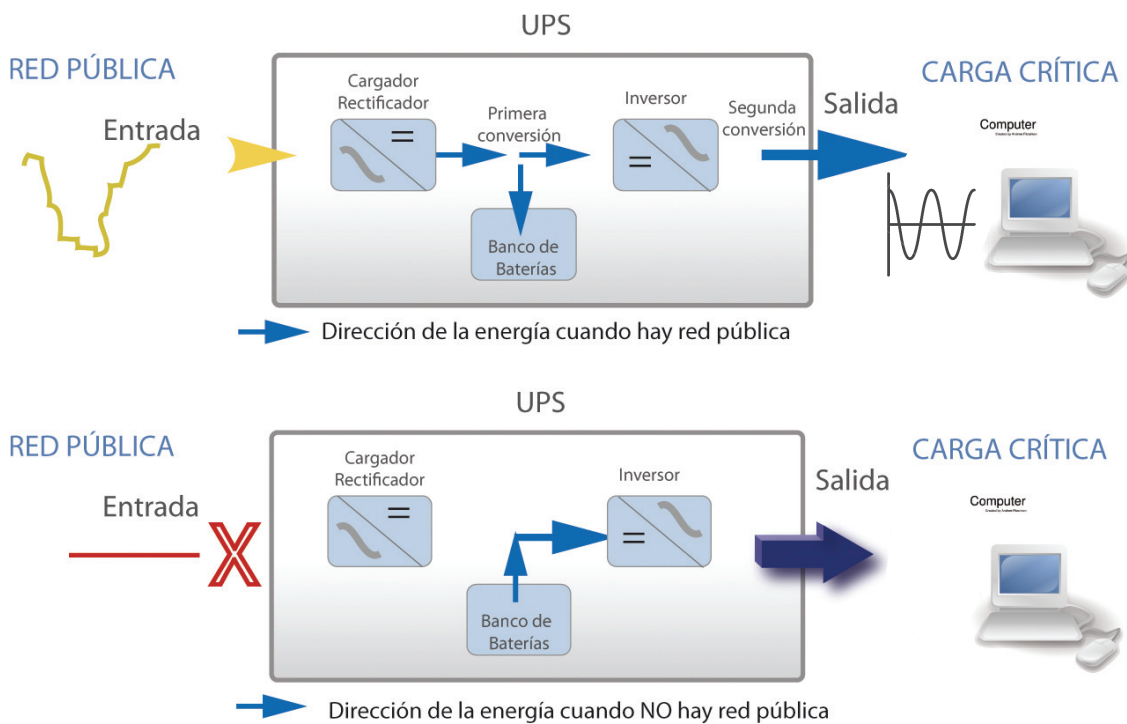 UPS
RED PÚBLICA
CARGA CRÍTICA
Entrada
Cargador
Rectificador
Primera
conversión
Inversor
Segunda
conversión
Salida
Computer
Banco de
Baterías
Dirección de la energía cuando hay red pública
UPS
RED PÚBLICA
CARGA CRÍTICA
Entrada
X
Cargador
Rectificador
Inversor
Salida
Computer
Banco de
Baterías
Dirección de la energía cuando NO hay red pública